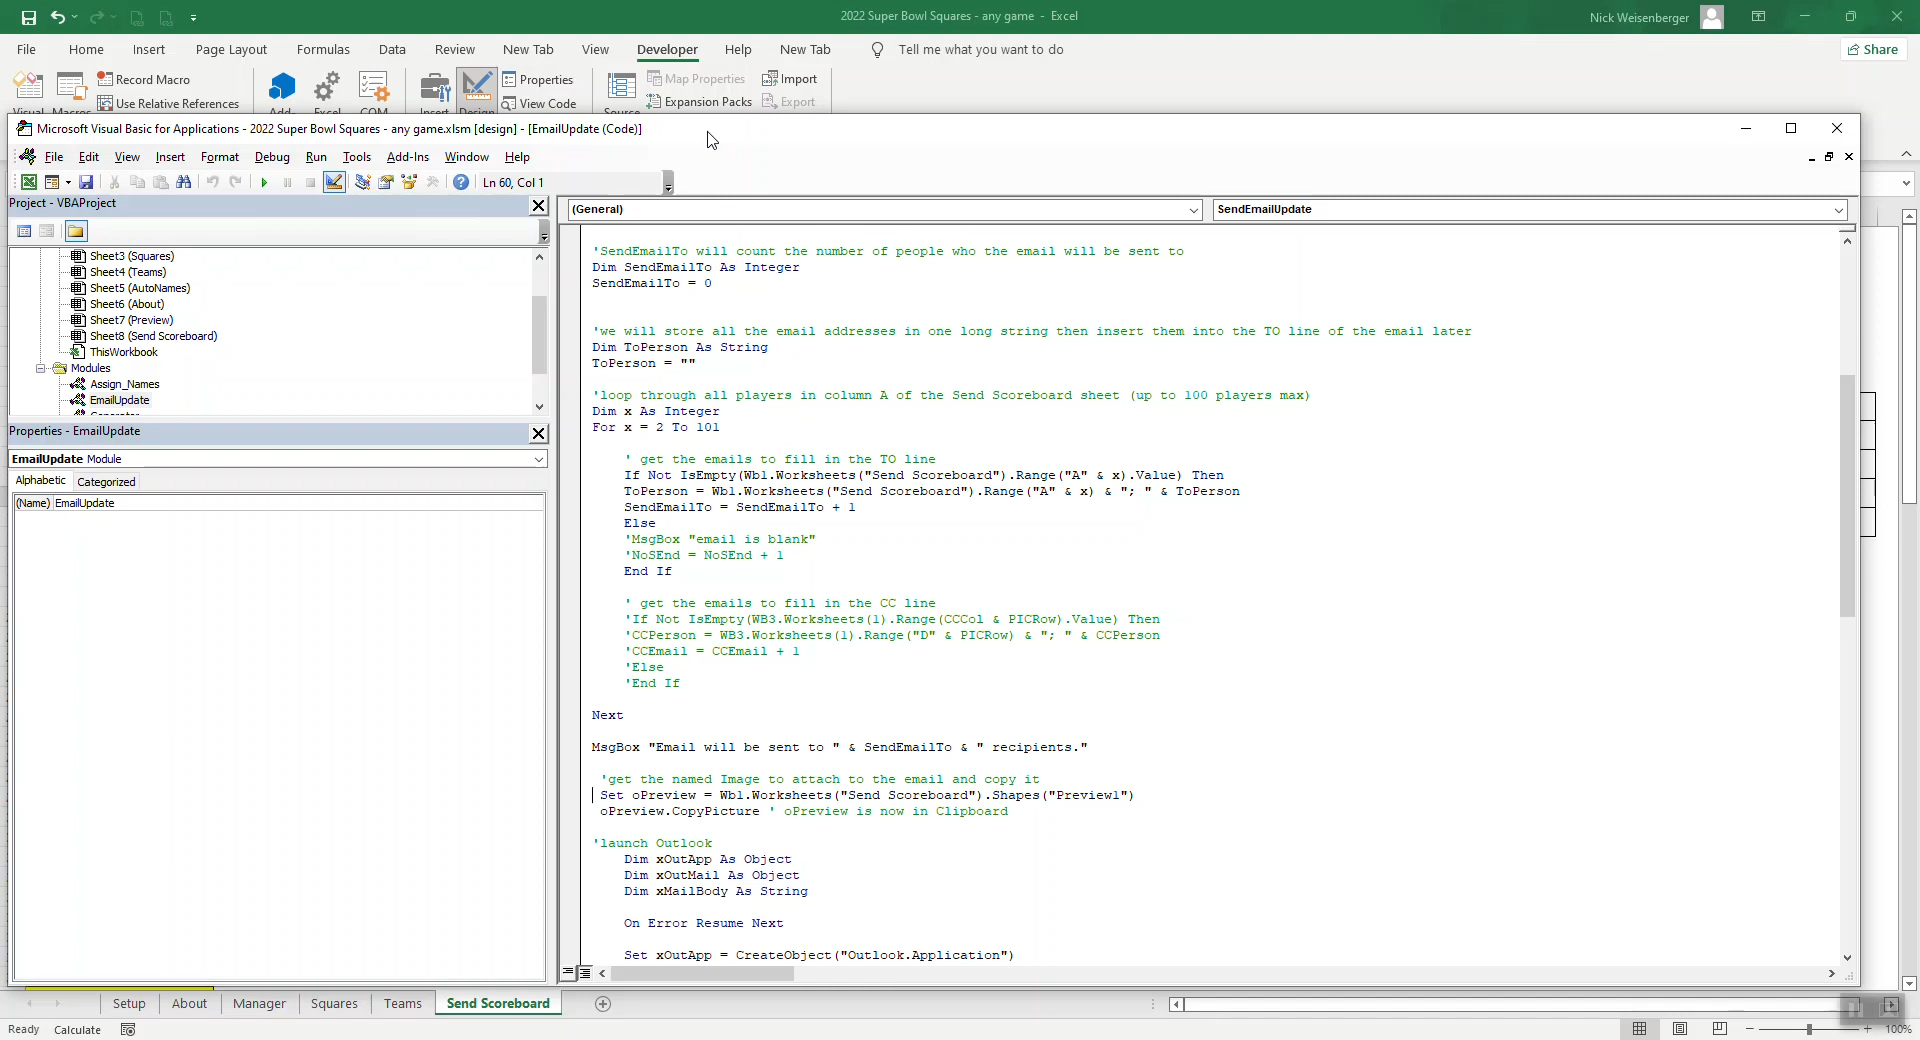 2022 Super Bowl Squares - any game - Excel
Nick Weisenberger
File Home Insert Page Layout Formulas Data Review New Tab View Developer Help New Tab Tell me what you want to do
Share
Record Macro
Use Relative References
Properties
View Code
Map Properties
Expansion Packs
Import
Export
Microsoft Visual Basic for Applications - 2022 Super Bowl Squares - any game.xlsm [design] - [EmailUpdate (Code)]
File Edit View Insert Format Debug Run Tools Add-Ins Window Help
Ln 60, Col 1
Project - VBAProject
Sheet3 (Squares)
Sheet4 (Teams)
Sheet5 (AutoNames)
Sheet6 (About)
Sheet7 (Preview)
Sheet8 (Send Scoreboard)
ThisWorkbook
Modules
Assign_Names
EmailUpdate
Properties - EmailUpdate
EmailUpdate Module
Alphabetic Categorized
(Name) EmailUpdate
(General)
SendEmailUpdate
'SendEmailTo will count the number of people who the email will be sent to
Dim SendEmailTo As Integer
SendEmailTo = 0
'we will store all the email addresses in one long string then insert them into the TO line of the email later
Dim ToPerson As String
ToPerson = ""
'loop through all players in column A of the Send Scoreboard sheet (up to 100 players max)
Dim x As Integer
For x = 2 To 101
' get the emails to fill in the TO line
If Not IsEmpty(Wb1.Worksheets("Send Scoreboard").Range("A" & x).Value) Then
ToPerson = Wb1.Worksheets("Send Scoreboard").Range("A" & x) & "; " & ToPerson
SendEmailTo = SendEmailTo + 1
Else
'MsgBox "email is blank"
'NoSEnd = NoSEnd + 1
End If
' get the emails to fill in the CC line
'If Not IsEmpty(WB3.Worksheets(1).Range(CCCol & PICRow).Value) Then
'CCPerson = WB3.Worksheets(1).Range("D" & PICRow) & "; " & CCPerson
'CCEmail = CCEmail + 1
'Else
'End If
Next
MsgBox "Email will be sent to " & SendEmailTo & " recipients."
'get the named Image to attach to the email and copy it
Set oPreview = Wb1.Worksheets("Send Scoreboard").Shapes("Preview1")
oPreview.CopyPicture ' oPreview is now in Clipboard
'launch Outlook
Dim xOutApp As Object
Dim xOutMail As Object
Dim xMailBody As String
On Error Resume Next
Set xOutApp = CreateObject("Outlook.Application")
Setup About Manager Squares Teams Send Scoreboard
Ready Calculate
100%